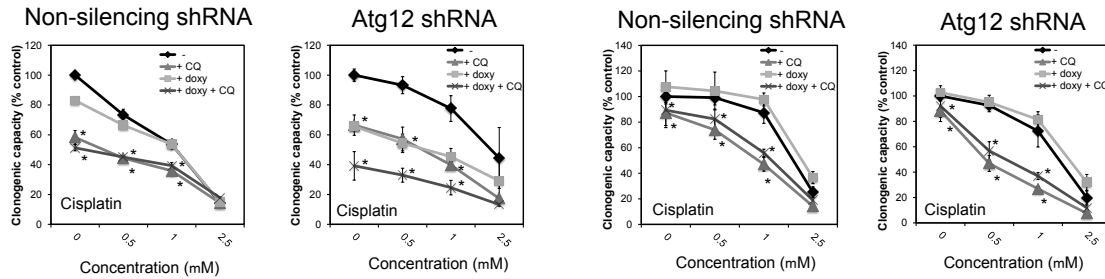 Non-silencing shRNA
Clonogenic capacity (% control)
120
100
80
60
40
20
0
-
+ CQ
+ doxy
+ doxy + CQ
*
*
*
*
Cisplatin
0
0.5
1
2.5
Concentration (mM)
Atg12 shRNA
Clonogenic capacity (% control)
120
100
80
60
40
20
0
-
+ CQ
+ doxy
+ doxy + CQ
*
*
*
*
*
*
Cisplatin
0
0.5
1
2.5
Concentration (mM)
Non-silencing shRNA
Clonogenic capacity (% control)
140
120
100
80
60
40
20
0
-
+ CQ
+ doxy
+ doxy + CQ
*
*
*
*
*
*
Cisplatin
0
0.5
1
2.5
Concentration (mM)
Atg12 shRNA
Clonogenic capacity (% control)
140
120
100
80
60
40
20
0
-
+ CQ
+ doxy
+ doxy + CQ
*
*
*
*
*
*
Cisplatin
0
0.5
1
2.5
Concentration (mM)